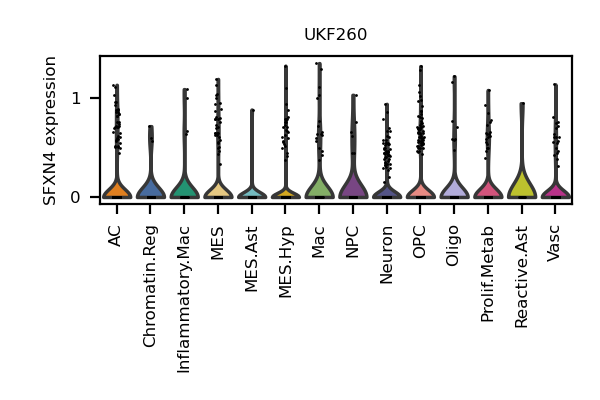 UKF260
SFXN4 expression
1
0
AC
Chromatin.Reg
Inflammatory.Mac
MES
MES.Ast
MES.Hyp
Mac
NPC
Neuron
OPC
Oligo
Prolif.Metab
Reactive.Ast
Vasc